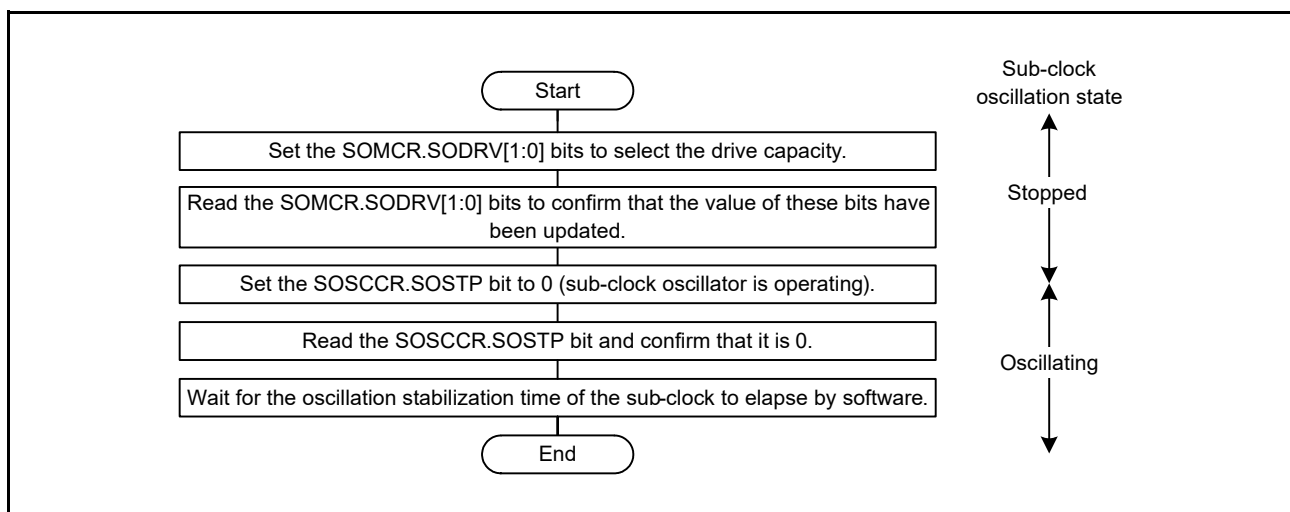 Start
Sub-clock
oscillation state
Set the SOMCR.SODRV[1:0] bits to select the drive capacity.
Read the SOMCR.SODRV[1:0] bits to confirm that the value of these bits have
been updated.
Stopped
Set the SOSCCR.SOSTP bit to 0 (sub-clock oscillator is operating).
Read the SOSCCR.SOSTP bit and confirm that it is 0.
Oscillating
Wait for the oscillation stabilization time of the sub-clock to elapse by software.
End